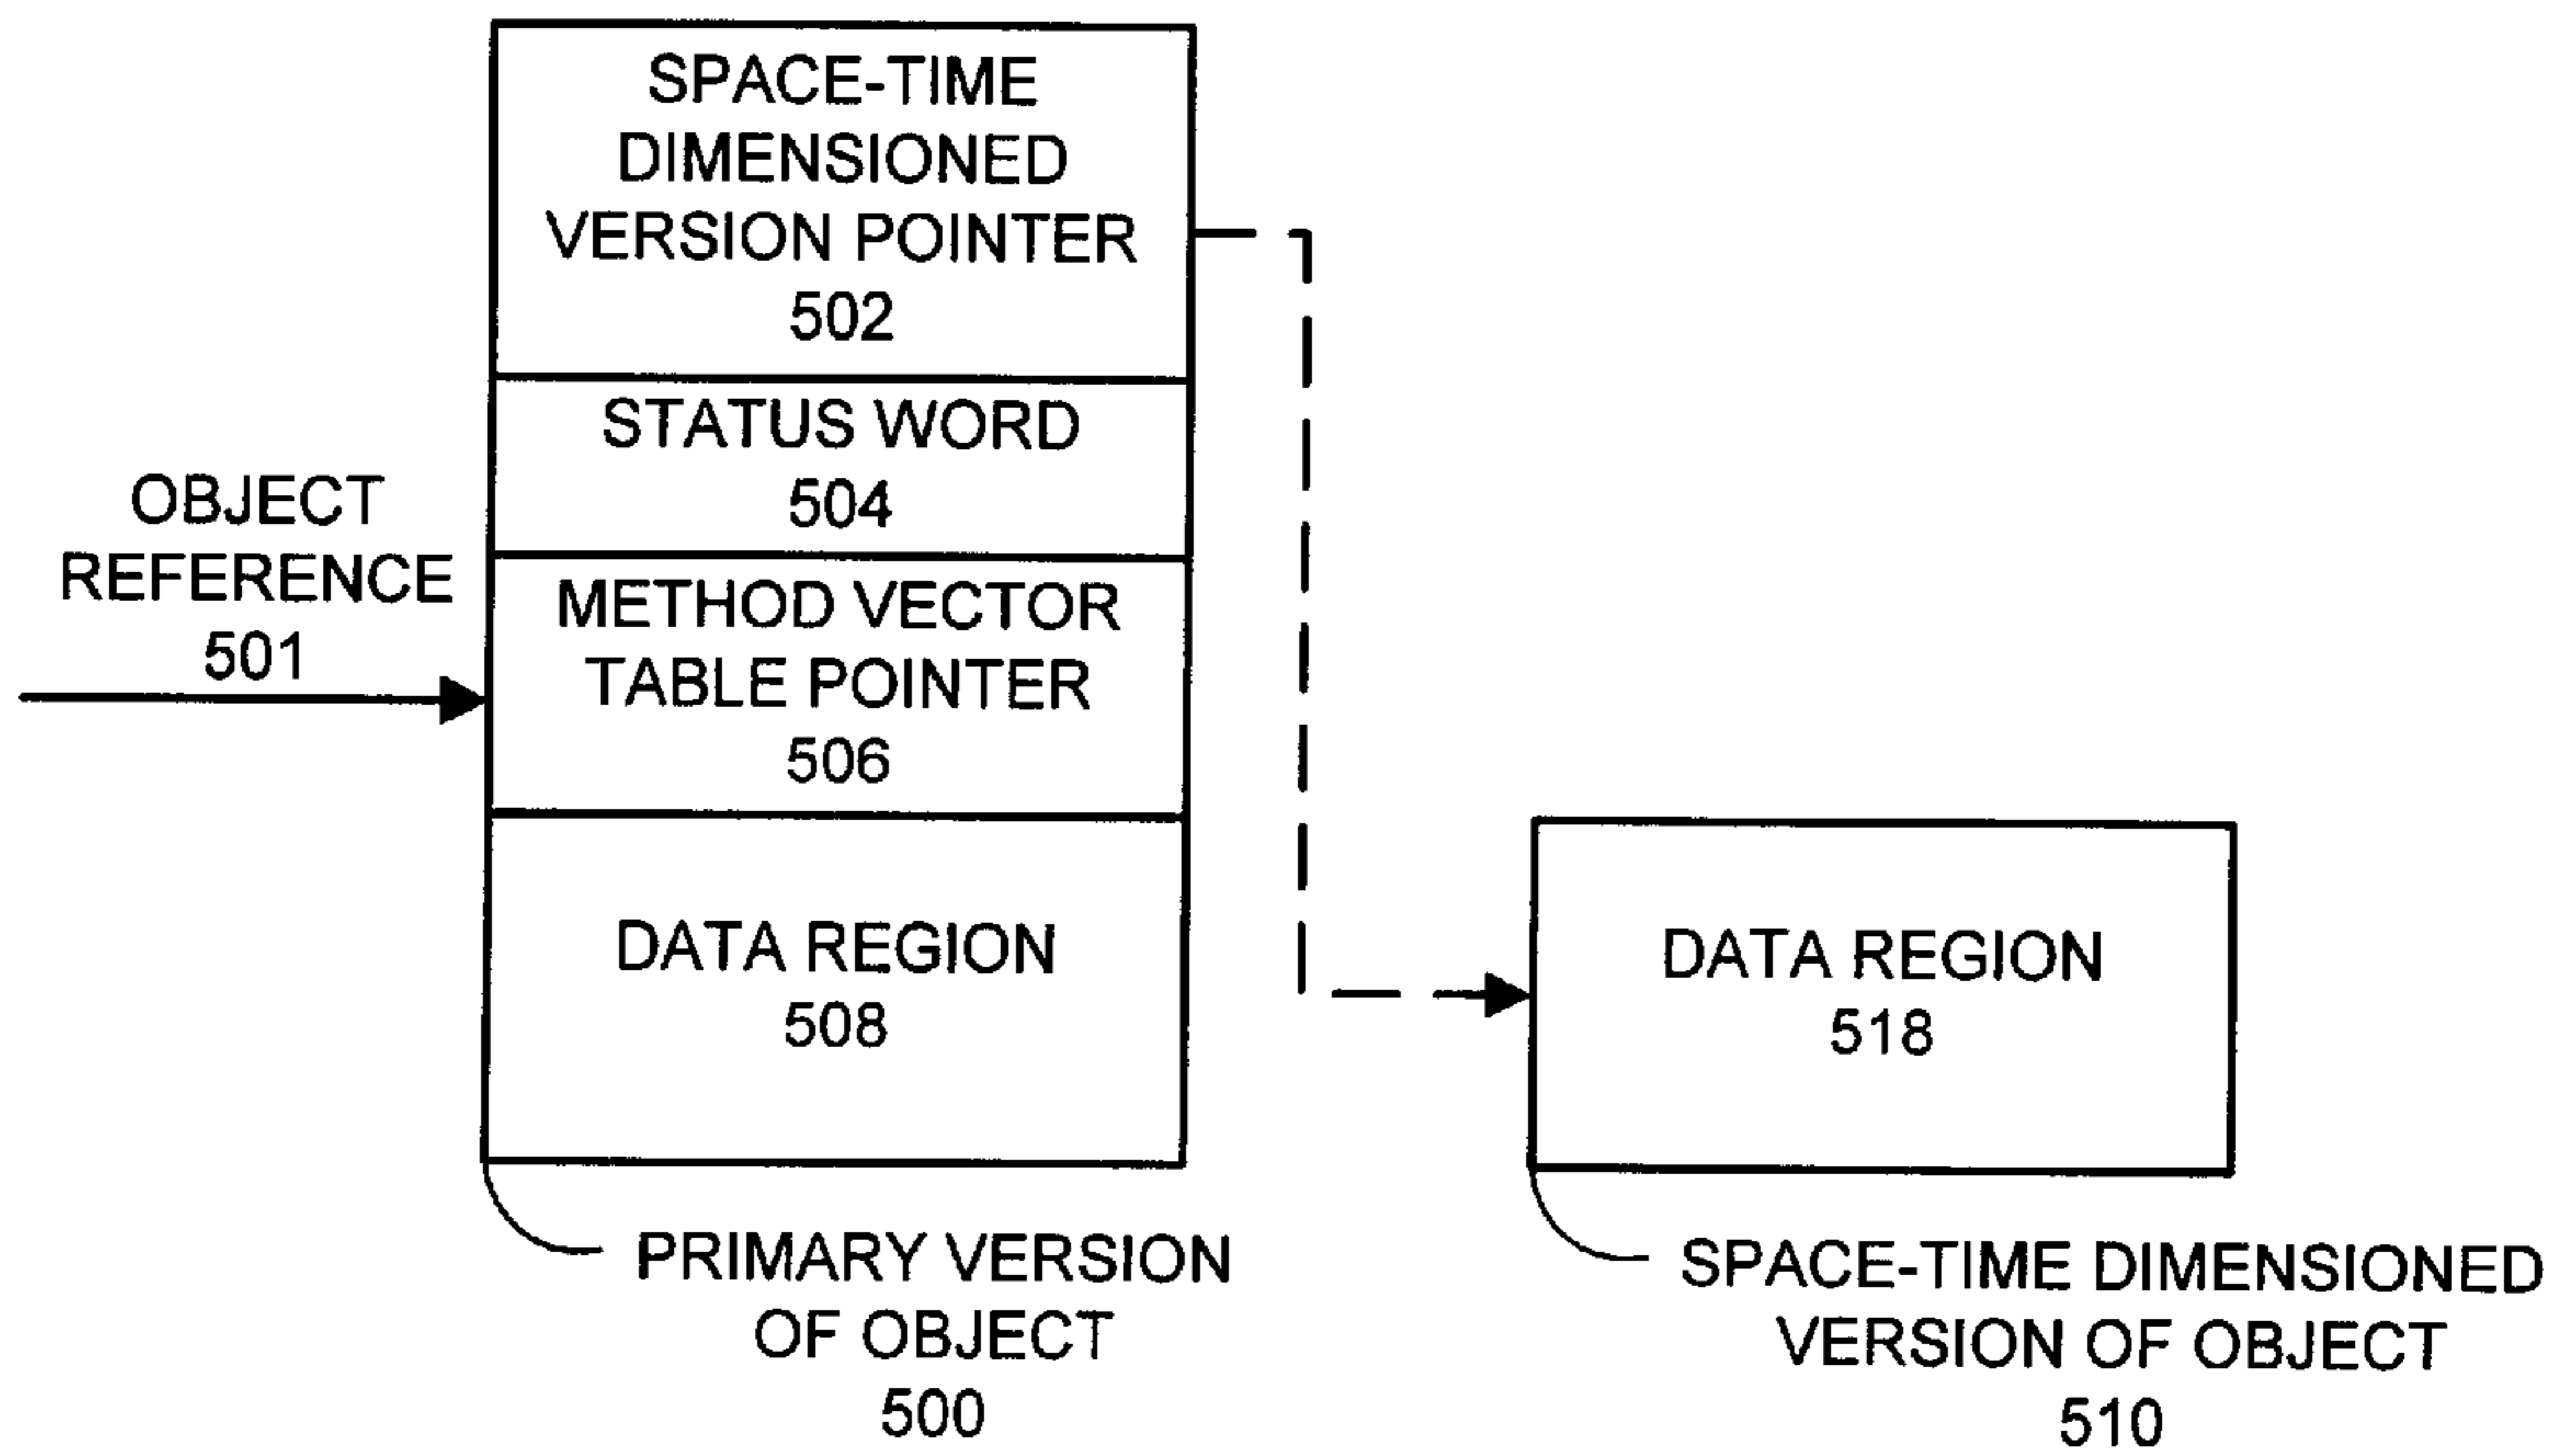 SPACE-TIME
DIMENSIONED
VERSION POINTER
502
STATUS WORD
504
OBJECT
REFERENCE
501
METHOD VECTOR
TABLE POINTER
506
DATA REGION
508
DATA REGION
518
PRIMARY VERSION
OF OBJECT
500
SPACE-TIME DIMENSIONED
VERSION OF OBJECT
510